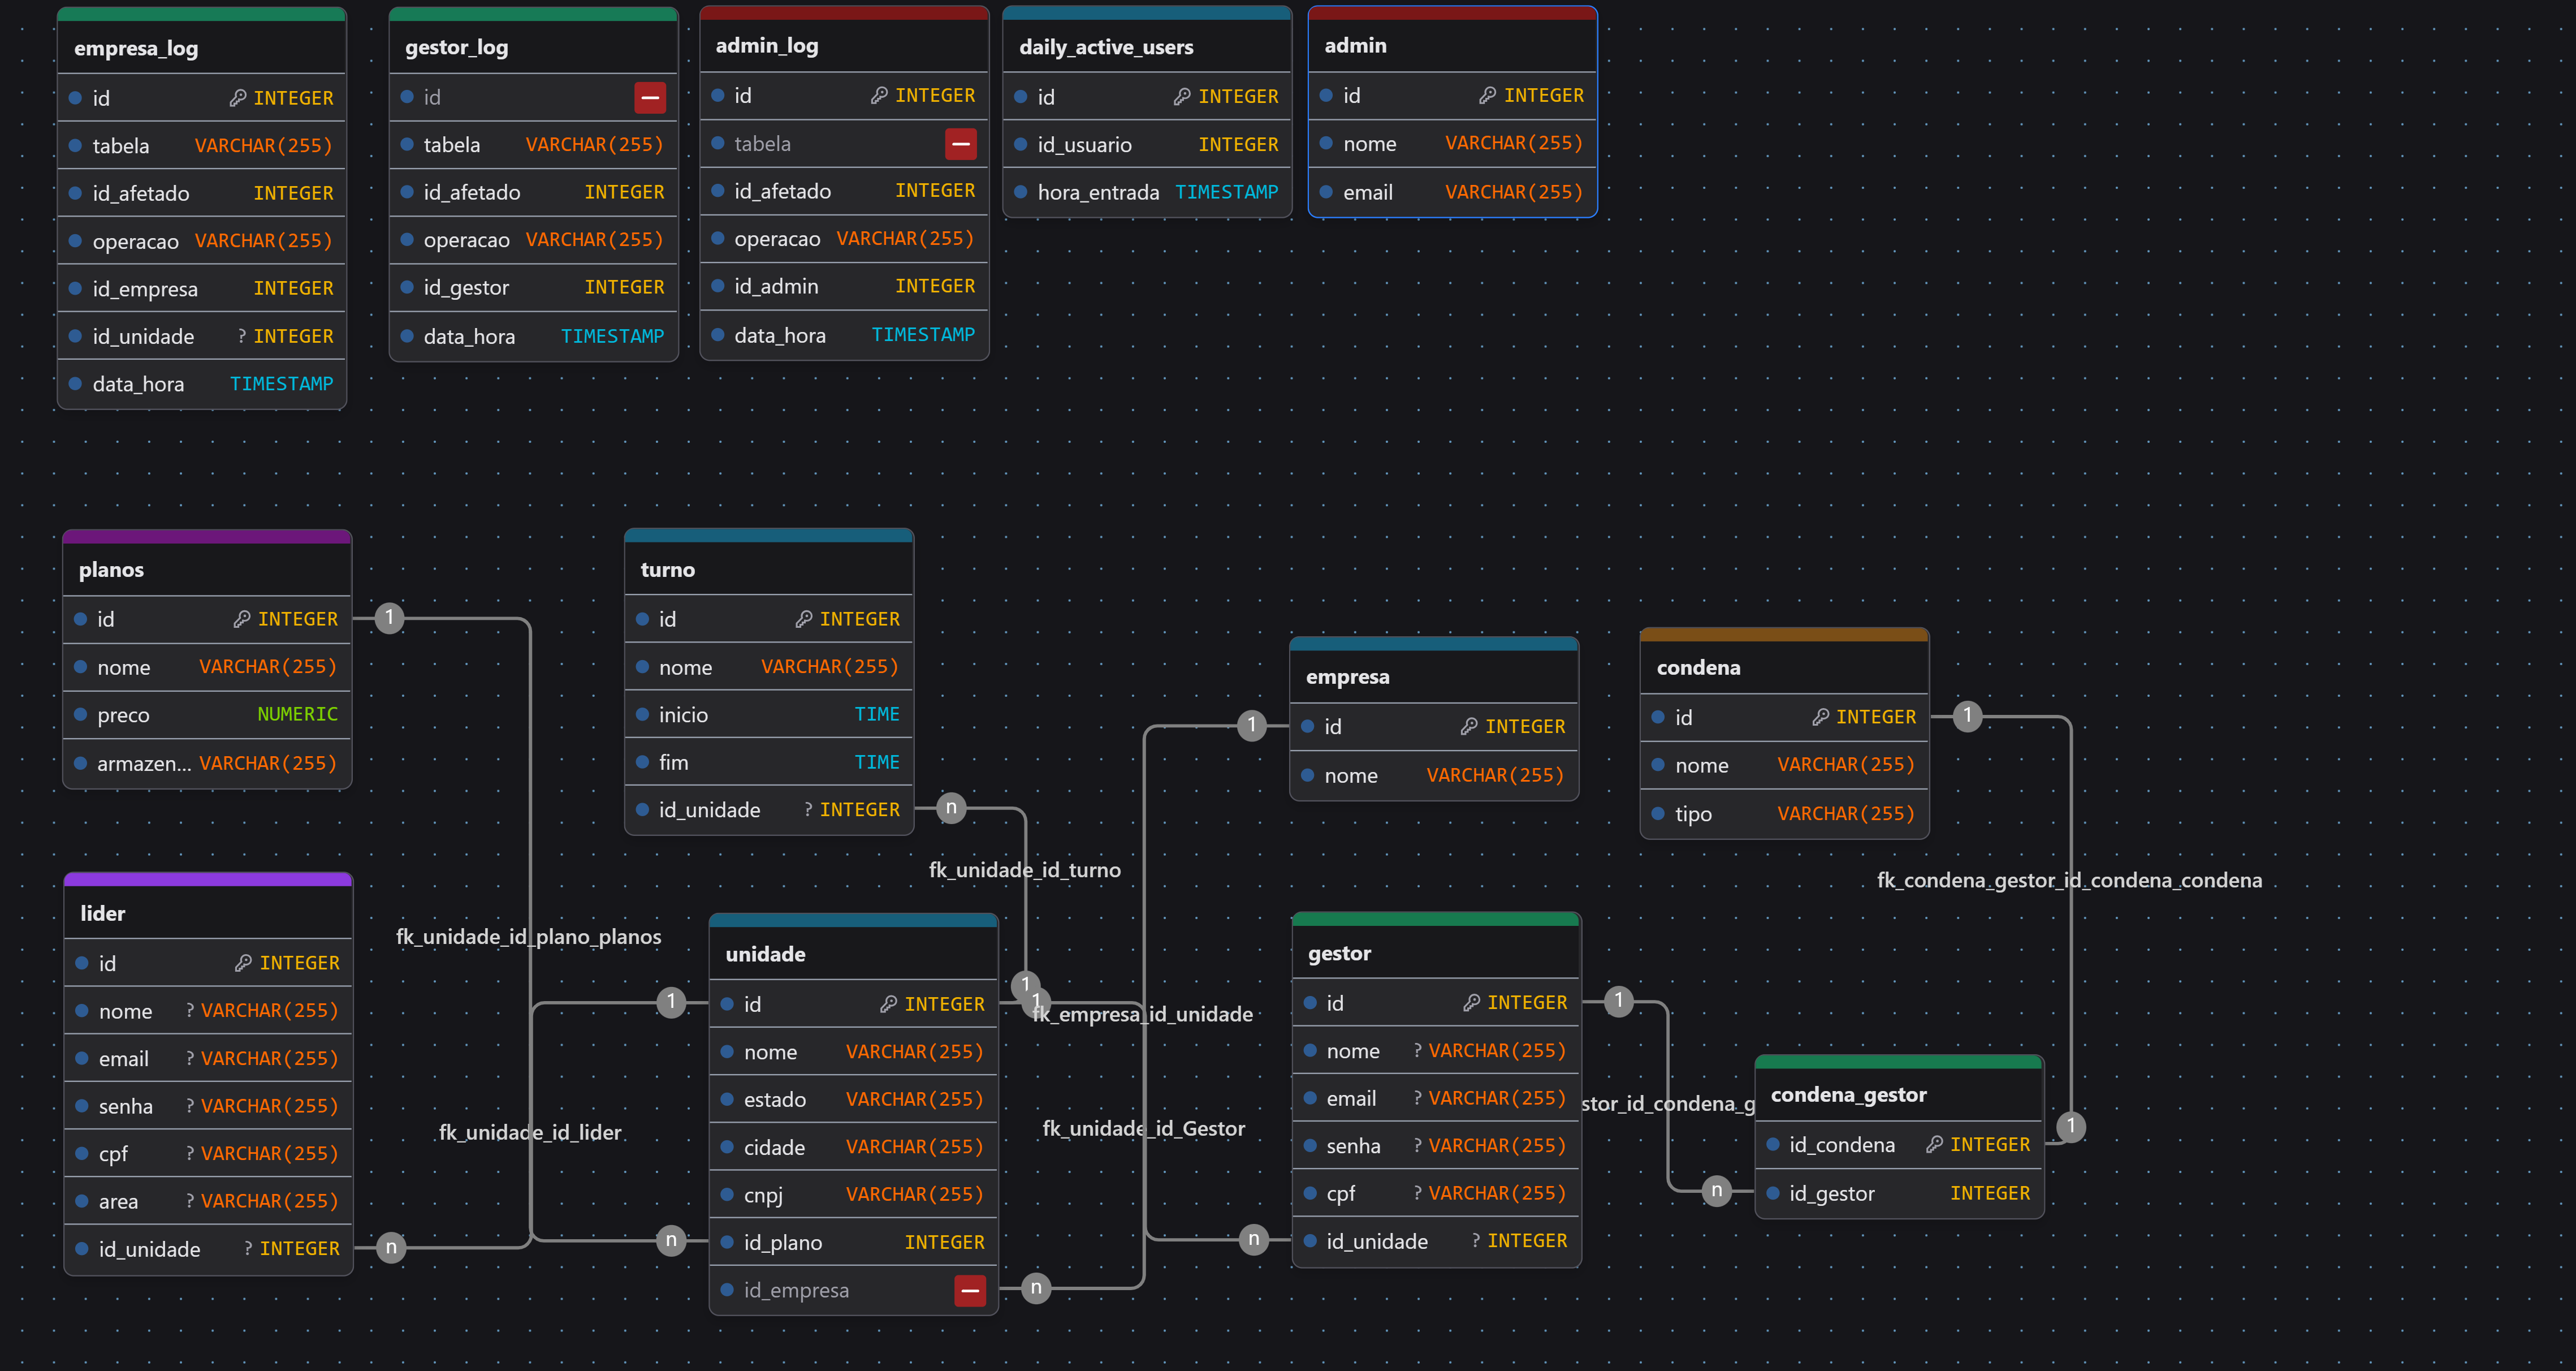 empresa_log
id INTEGER
tabela VARCHAR(255)
id_afetado INTEGER
operacao VARCHAR(255)
id_empresa INTEGER
id_unidade ? INTEGER
data_hora TIMESTAMP
gestor_log
id
tabela VARCHAR(255)
id_afetado INTEGER
operacao VARCHAR(255)
id_gestor INTEGER
data_hora TIMESTAMP
admin_log
id INTEGER
tabela
id_afetado INTEGER
operacao VARCHAR(255)
id_admin INTEGER
data_hora TIMESTAMP
daily_active_users
id INTEGER
id_usuario INTEGER
hora_entrada TIMESTAMP
admin
id INTEGER
nome VARCHAR(255)
email VARCHAR(255)
planos
id INTEGER
nome VARCHAR(255)
preco NUMERIC
armazen... VARCHAR(255)
1
turno
id INTEGER
nome VARCHAR(255)
inicio TIME
fim TIME
id_unidade ? INTEGER
n
fk_unidade_id_turno
empresa
id INTEGER
nome VARCHAR(255)
1
condena
id INTEGER
nome VARCHAR(255)
tipo VARCHAR(255)
1
fk_condena_gestor_id_condena_condena
lider
id INTEGER
nome ? VARCHAR(255)
email ? VARCHAR(255)
senha ? VARCHAR(255)
cpf ? VARCHAR(255)
area ? VARCHAR(255)
id_unidade ? INTEGER
n
fk_unidade_id_plano_planos
fk_unidade_id_lider
1
n
unidade
id INTEGER
nome VARCHAR(255)
estado VARCHAR(255)
cidade VARCHAR(255)
cnpj VARCHAR(255)
id_plano INTEGER
id_empresa
1
1
n
fk_empresa_id_unidade
fk_unidade_id_Gestor
n
gestor
id INTEGER
nome ? VARCHAR(255)
email ? VARCHAR(255)
senha ? VARCHAR(255)
cpf ? VARCHAR(255)
id_unidade ? INTEGER
1
stor_id_condena_g
n
condena_gestor
id_condena INTEGER
id_gestor INTEGER
1